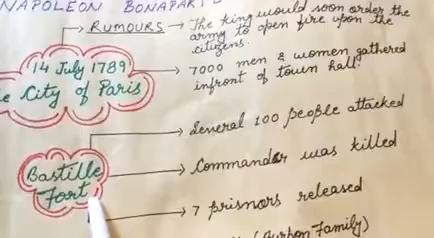 NAPOLEON BONAPART
RUMOURS → The king would soon order the
army to open fire upon the
citizens.
14 July 1789
City of Paris
7000 men & women gathered
infront of town hall.
Several 100 people attacked
Bastille
Fort
Commander was killed
7 prisnors released
Family)